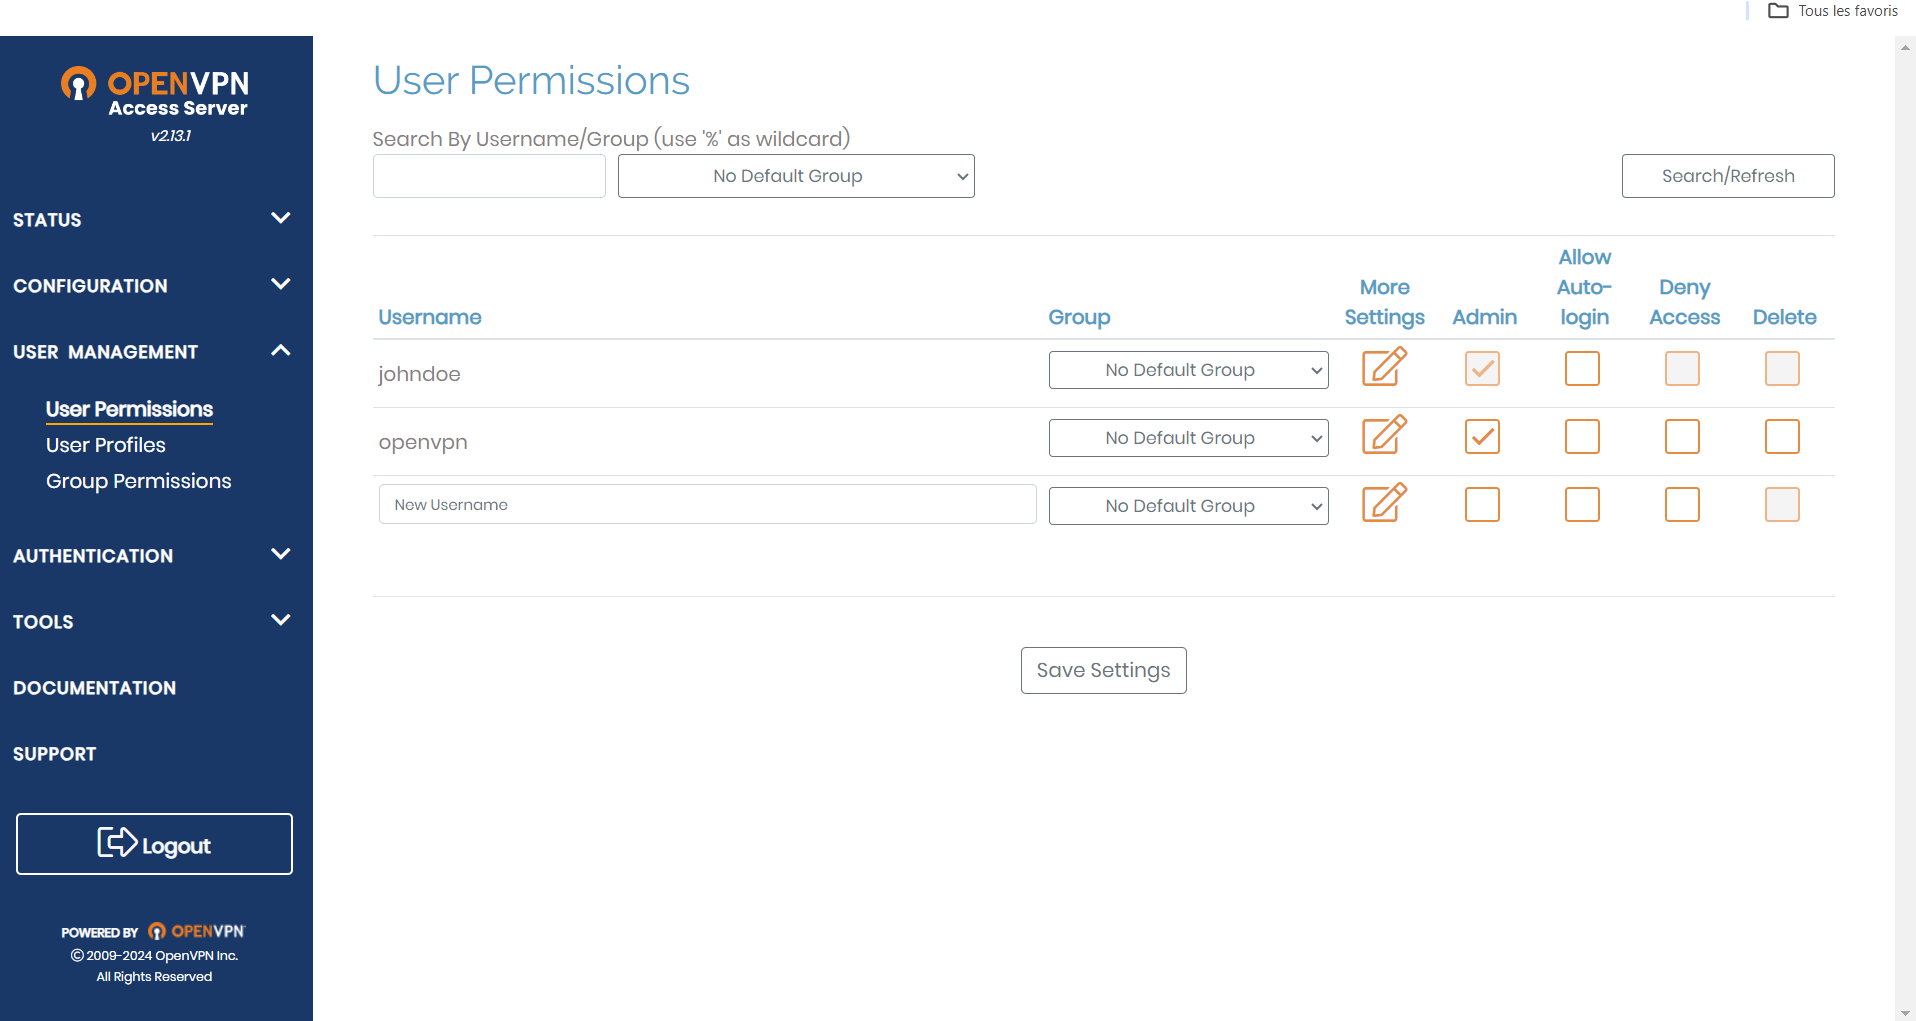 Tous les favoris
OPENVPN
Access Server
v2.13.1
STATUS
CONFIGURATION
USER MANAGEMENT
User Permissions
User Profiles
Group Permissions
AUTHENTICATION
TOOLS
DOCUMENTATION
SUPPORT
Logout
POWERED BY OPENVPN
© 2009-2024 OpenVPN Inc.
All Rights Reserved
User Permissions
Search By Username/Group (use '%' as wildcard)
No Default Group
Search/Refresh
Username Group More Settings Admin Allow Auto-login Deny Access Delete
johndoe No Default Group
openvpn No Default Group
New Username No Default Group
Save Settings